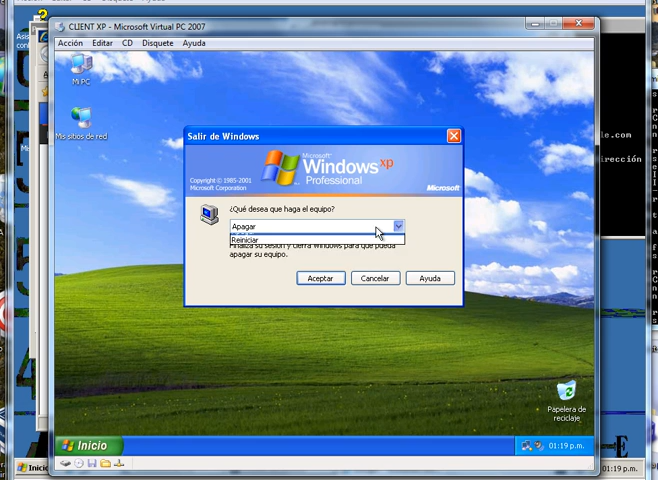 CLIENT XP - Microsoft Virtual PC 2007
Acción Editar CD Disquete Ayuda
Mi PC
Mis sitios de red
le.com
irección
Salir de Windows
Copyright © 1985-2001
Microsoft Corporation
Microsoft
Windows xp
Professional
Microsoft
¿Qué desea que haga el equipo?
Apagar
Reiniciar
Finaliza su sesión y cierra Windows para que pueda
apagar su equipo.
Aceptar Cancelar Ayuda
Papelera de
reciclaje
Inicio
01:19 p.m.
Inicio
01:19 p.m.